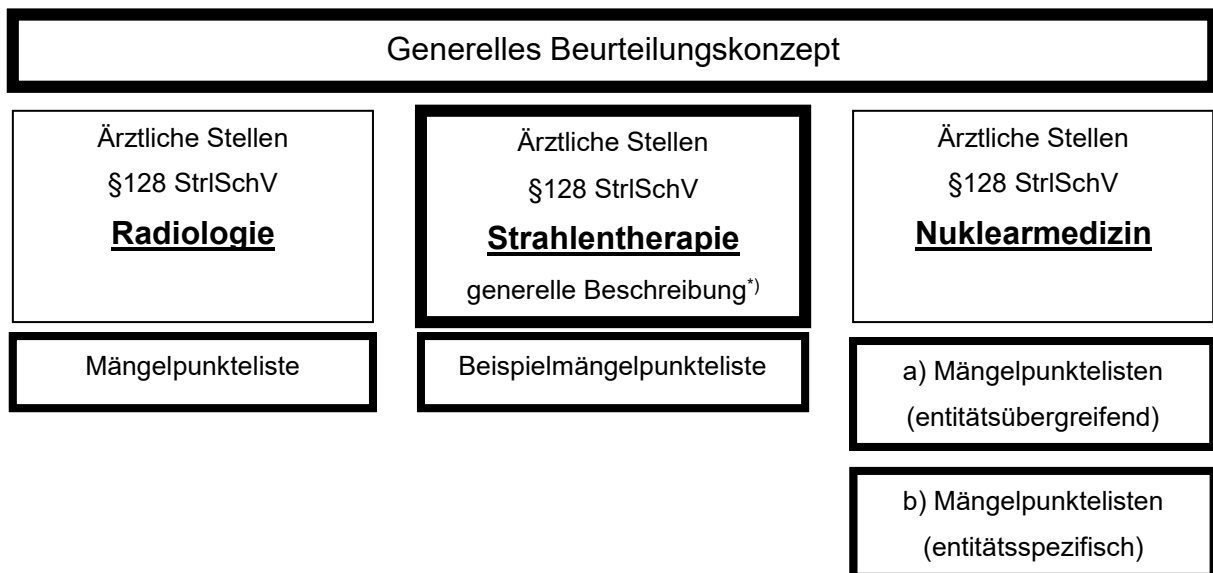 Generelles Beurteilungskonzept
Ärztliche Stellen
§128 StrlSchV
Radiologie
Mängelpunkteliste
Ärztliche Stellen
§128 StrlSchV
Strahlentherapie
generelle Beschreibung*)
Beispielmängelpunkteliste
Ärztliche Stellen
§128 StrlSchV
Nuklearmedizin
a) Mängelpunktelisten
(entitätsübergreifend)
b) Mängelpunktelisten
(entitätsspezifisch)